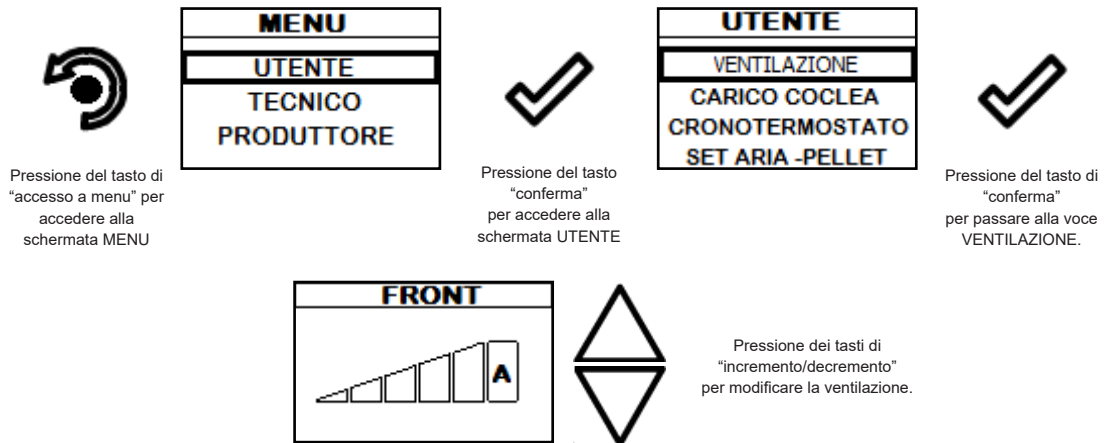 MENU
UTENTE
TECNICO
PRODUTTORE
Pressione del tasto di
“accesso a menu” per
accedere alla
schermata MENU
Pressione del tasto
“conferma”
per accedere alla
schermata UTENTE
UTENTE
VENTILAZIONE
CARICO COCLEA
CRONOTERMOSTATO
SET ARIA -PELLET
Pressione del tasto di
“conferma”
per passare alla voce
VENTILAZIONE.
FRONT
A
Pressione dei tasti di
“incremento/decremento”
per modificare la ventilazione.